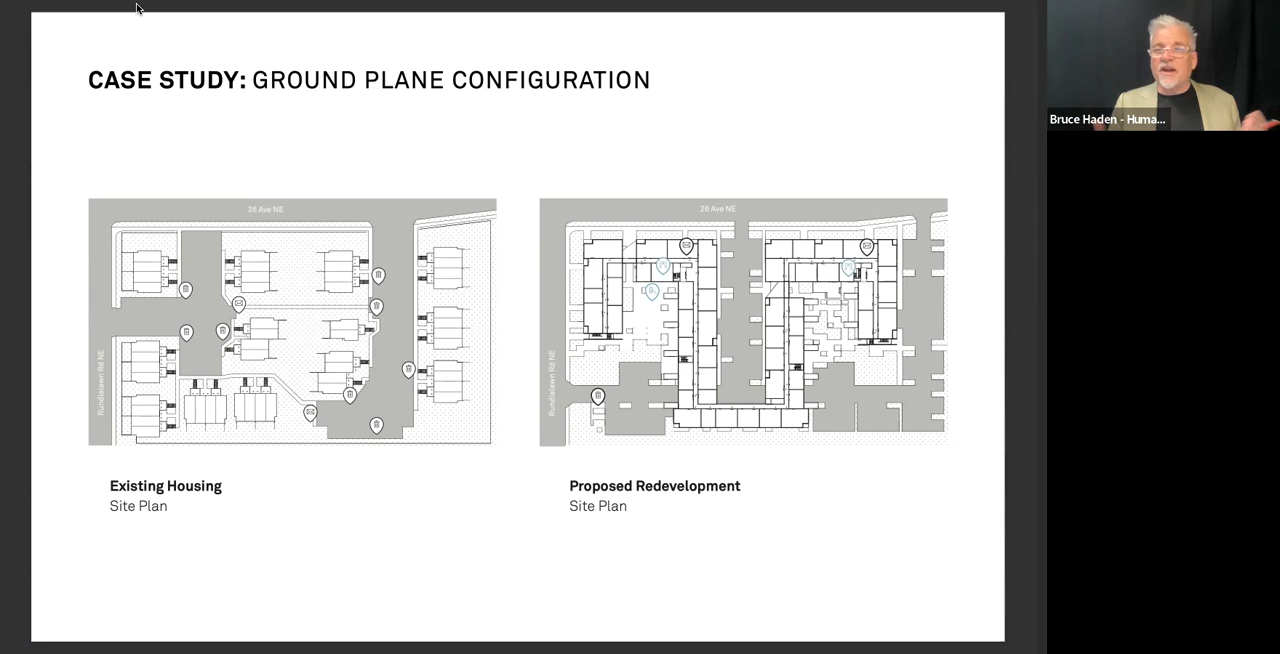 CASE STUDY: GROUND PLANE CONFIGURATION
26 Ave NE
Rundlelawn Rd NE
26 Ave NE
Rundlelawn Rd NE
Existing Housing
Site Plan
Proposed Redevelopment
Site Plan
Bruce Haden - Huma...